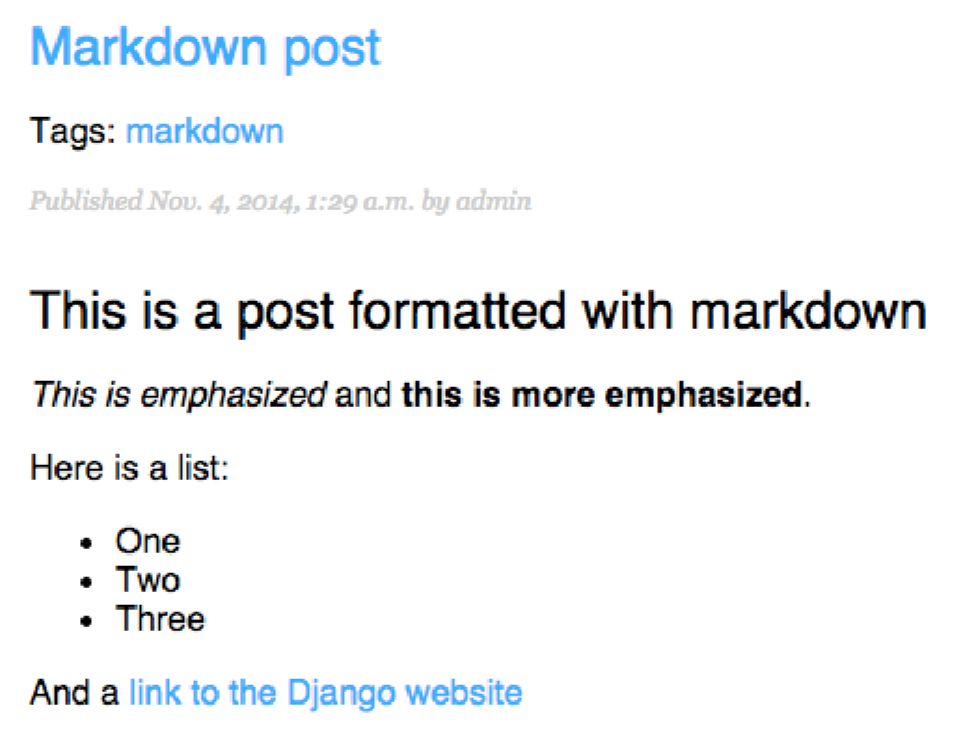 Markdown post
Tags: markdown
Published Nov. 4, 2014, 1:29 a.m. by admin
This is a post formatted with markdown
This is emphasized and this is more emphasized.
Here is a list:
• One
• Two
• Three
And a link to the Django website